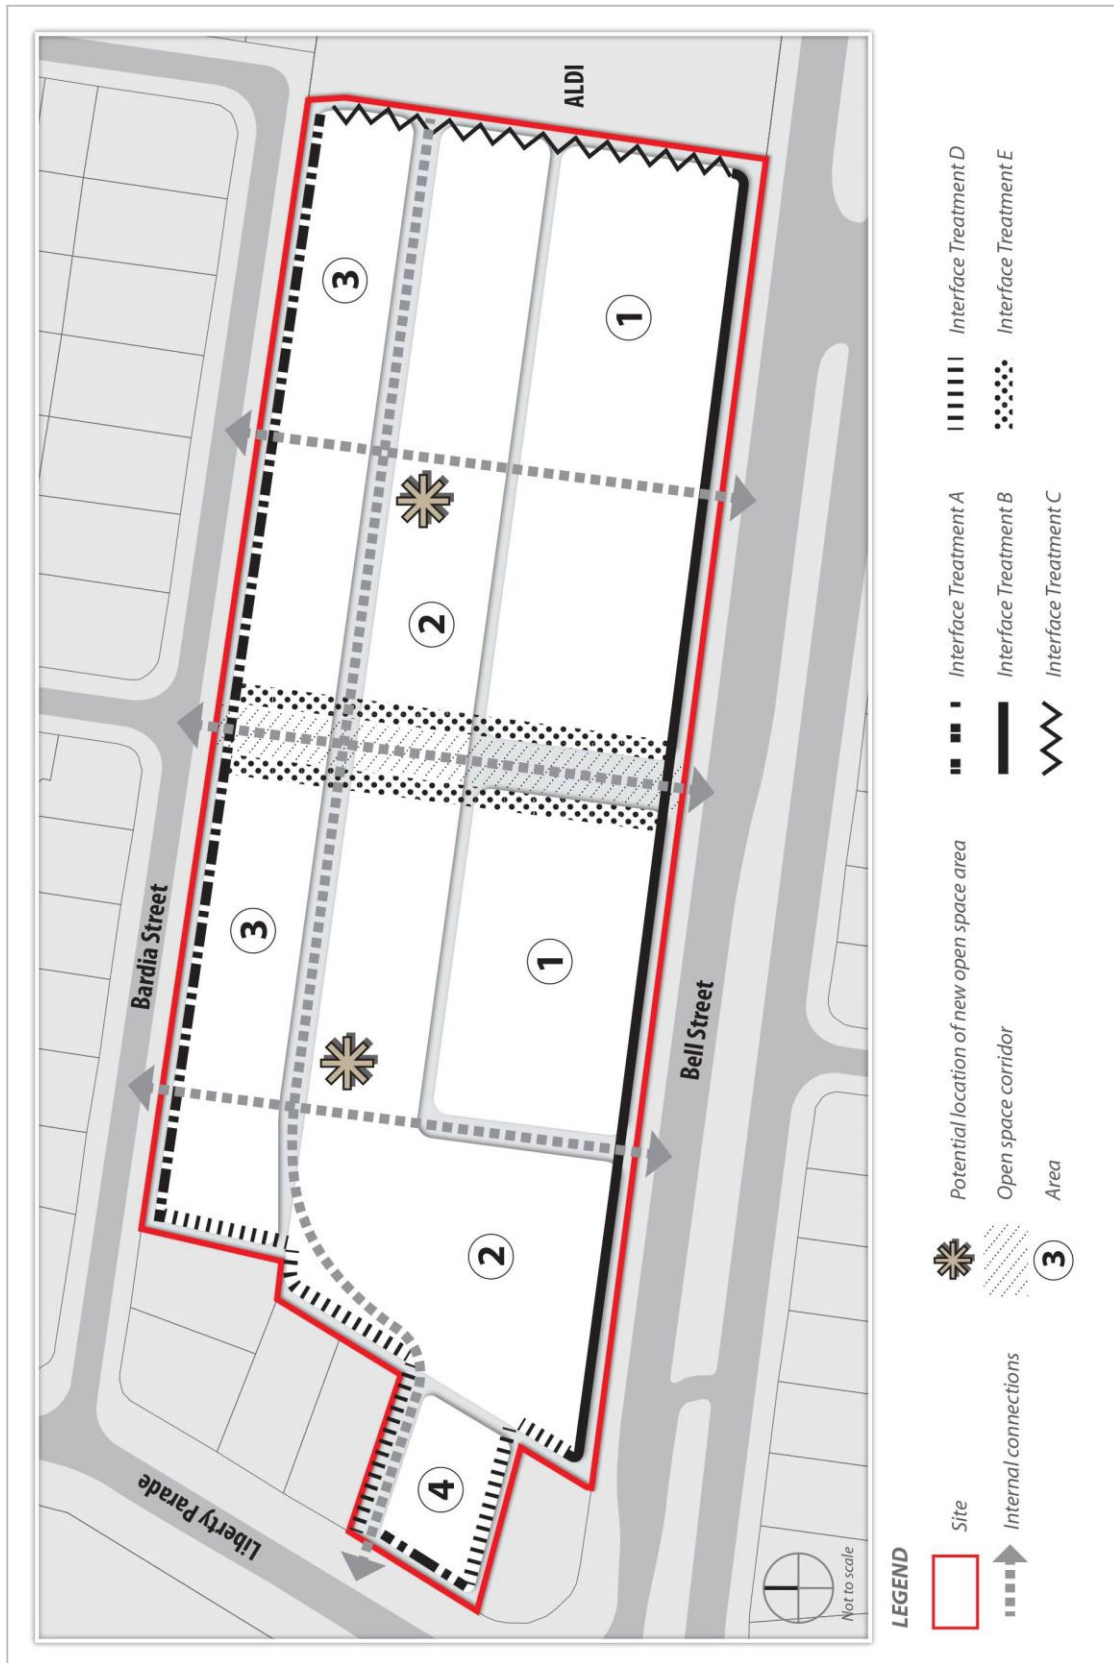 Bardia Street
ALDI
3
3
2
1
1
2
4
Liberty Parade
Bell Street
Not to scale
LEGEND
Site
Internal connections
Potential location of new open space area
Open space corridor
3
Area
Interface Treatment A
Interface Treatment B
Interface Treatment C
Interface Treatment D
Interface Treatment E